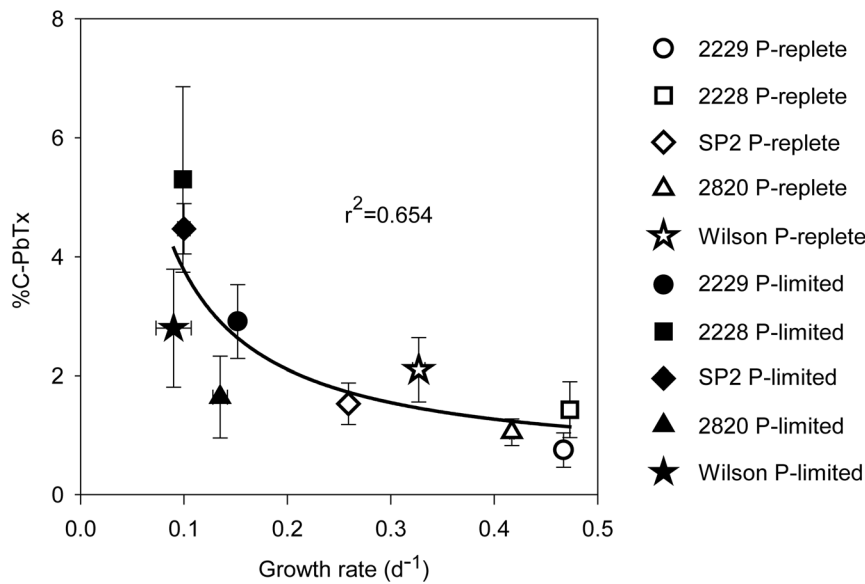 8
6
4
2
0
%C-PbTx
r²=0.654
0.0 0.1 0.2 0.3 0.4 0.5
Growth rate (d⁻¹)
2229 P-replete
2228 P-replete
SP2 P-replete
2820 P-replete
Wilson P-replete
2229 P-limited
2228 P-limited
SP2 P-limited
2820 P-limited
Wilson P-limited